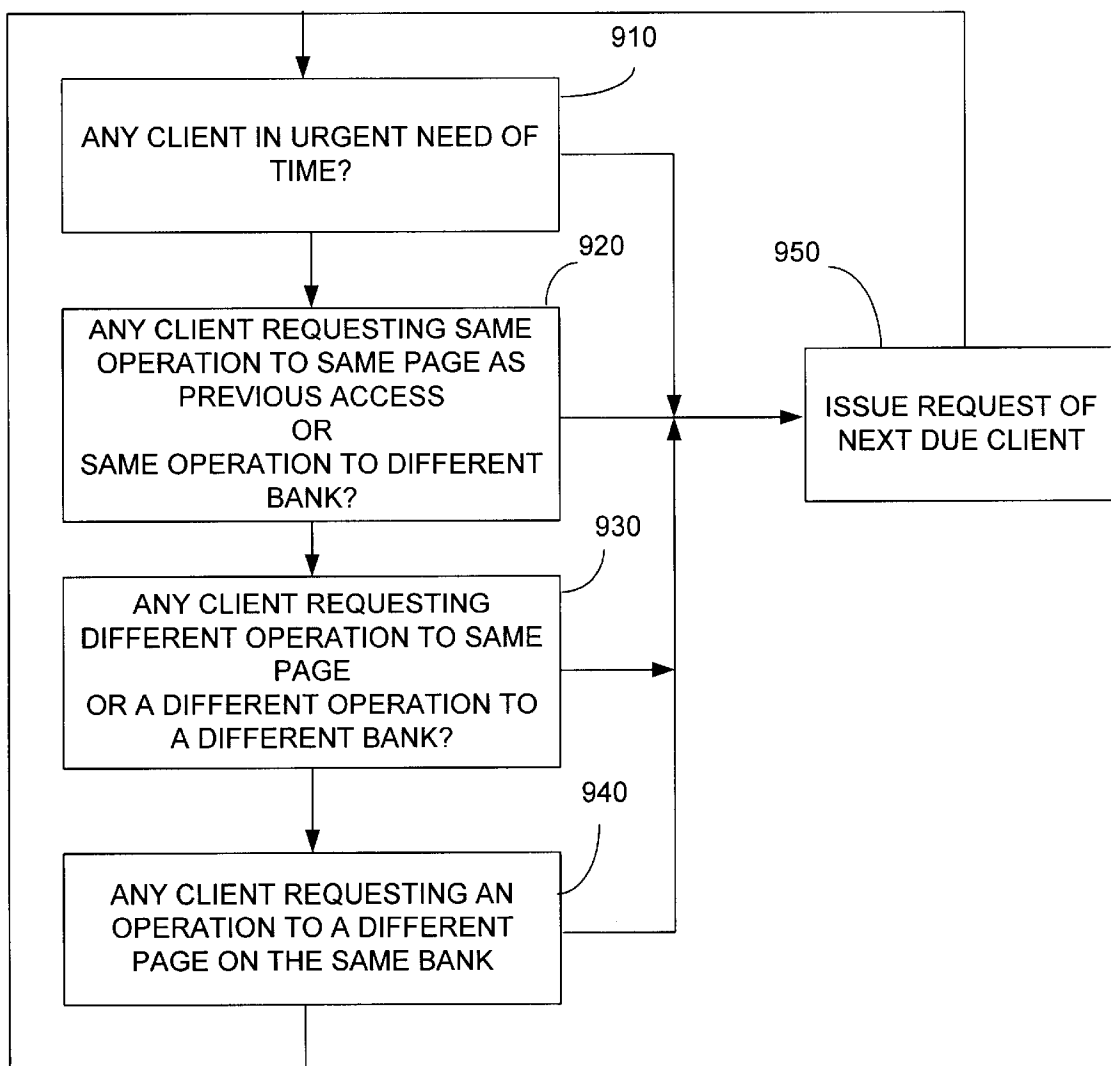 910
ANY CLIENT IN URGENT NEED OF
TIME?
920
ANY CLIENT REQUESTING SAME
OPERATION TO SAME PAGE AS
PREVIOUS ACCESS
OR
SAME OPERATION TO DIFFERENT
BANK?
950
ISSUE REQUEST OF
NEXT DUE CLIENT
930
ANY CLIENT REQUESTING
DIFFERENT OPERATION TO SAME
PAGE
OR A DIFFERENT OPERATION TO
A DIFFERENT BANK?
940
ANY CLIENT REQUESTING AN
OPERATION TO A DIFFERENT
PAGE ON THE SAME BANK